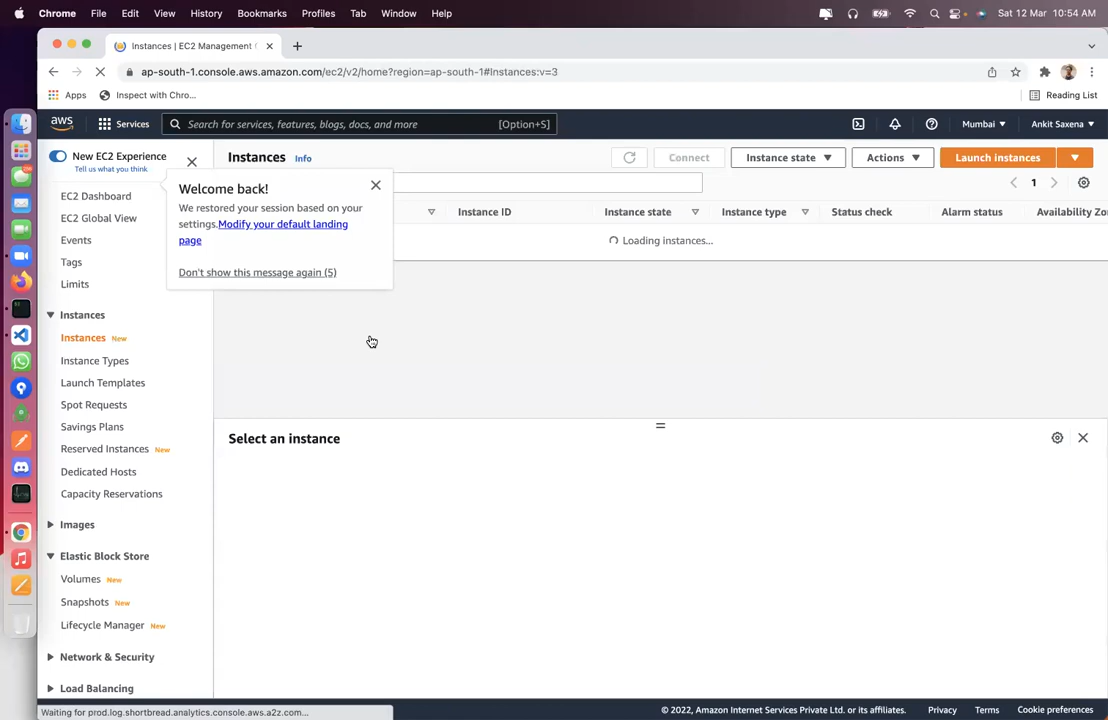 Chrome File Edit View History Bookmarks Profiles Tab Window Help Sat 12 Mar 10:54 AM
Instances | EC2 Management
ap-south-1.console.aws.amazon.com/ec2/v2/home?region=ap-south-1#Instances:v=3
Apps Inspect with Chro... Reading List
aws Services Search for services, features, blogs, docs, and more [Option+S] Mumbai Ankit Saxena
New EC2 Experience
Tell us what you think
Instances Info Connect Instance state Actions Launch instances
1
Welcome back!
We restored your session based on your
settings.Modify your default landing
page
Don't show this message again (5)
Instance ID Instance state Instance type Status check Alarm status Availability Zo
Loading instances...
EC2 Dashboard
EC2 Global View
Events
Tags
Limits
Instances
Instances New
Instance Types
Launch Templates
Spot Requests
Savings Plans
Reserved Instances New
Dedicated Hosts
Capacity Reservations
Images
Elastic Block Store
Volumes New
Snapshots New
Lifecycle Manager New
Network & Security
Load Balancing
Select an instance
Waiting for prod.log.shortbread.analytics.console.aws.a2z.com...
© 2022, Amazon Internet Services Private Ltd. or its affiliates. Privacy Terms Cookie preferences